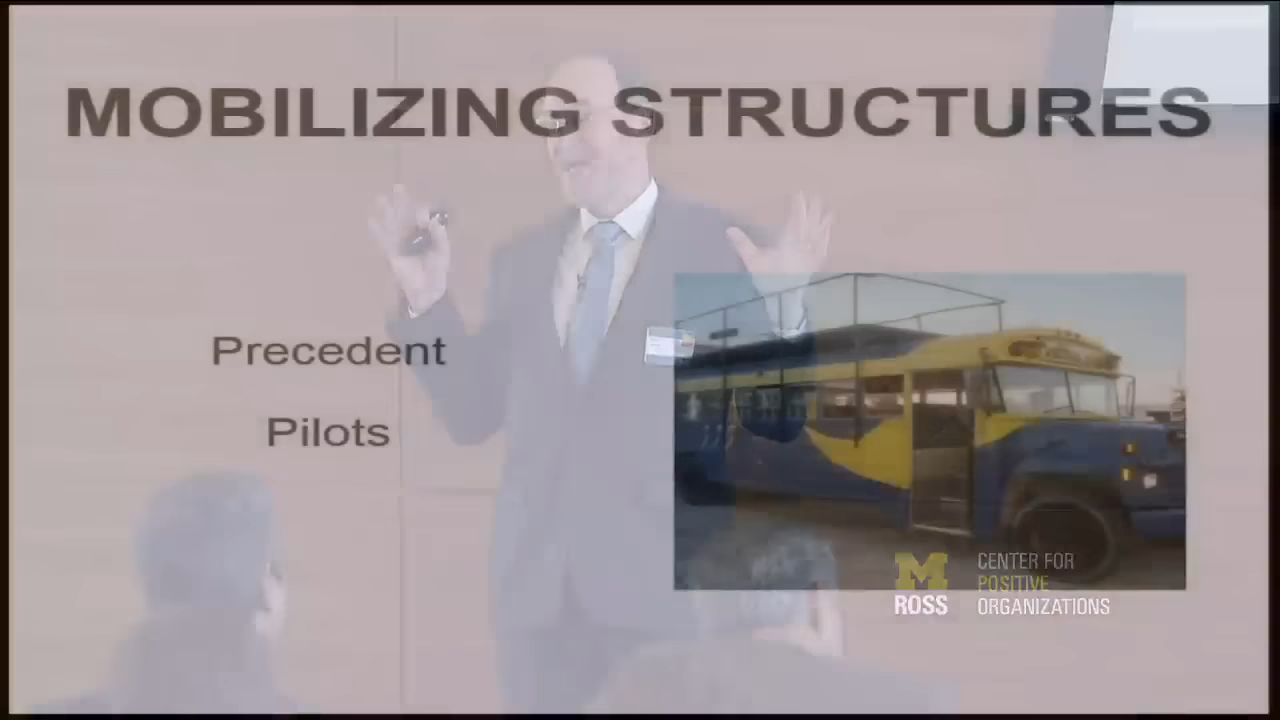 MOBILIZING STRUCTURES
Precedent
Pilots
M
ROSS
CENTER FOR
POSITIVE
ORGANIZATIONS